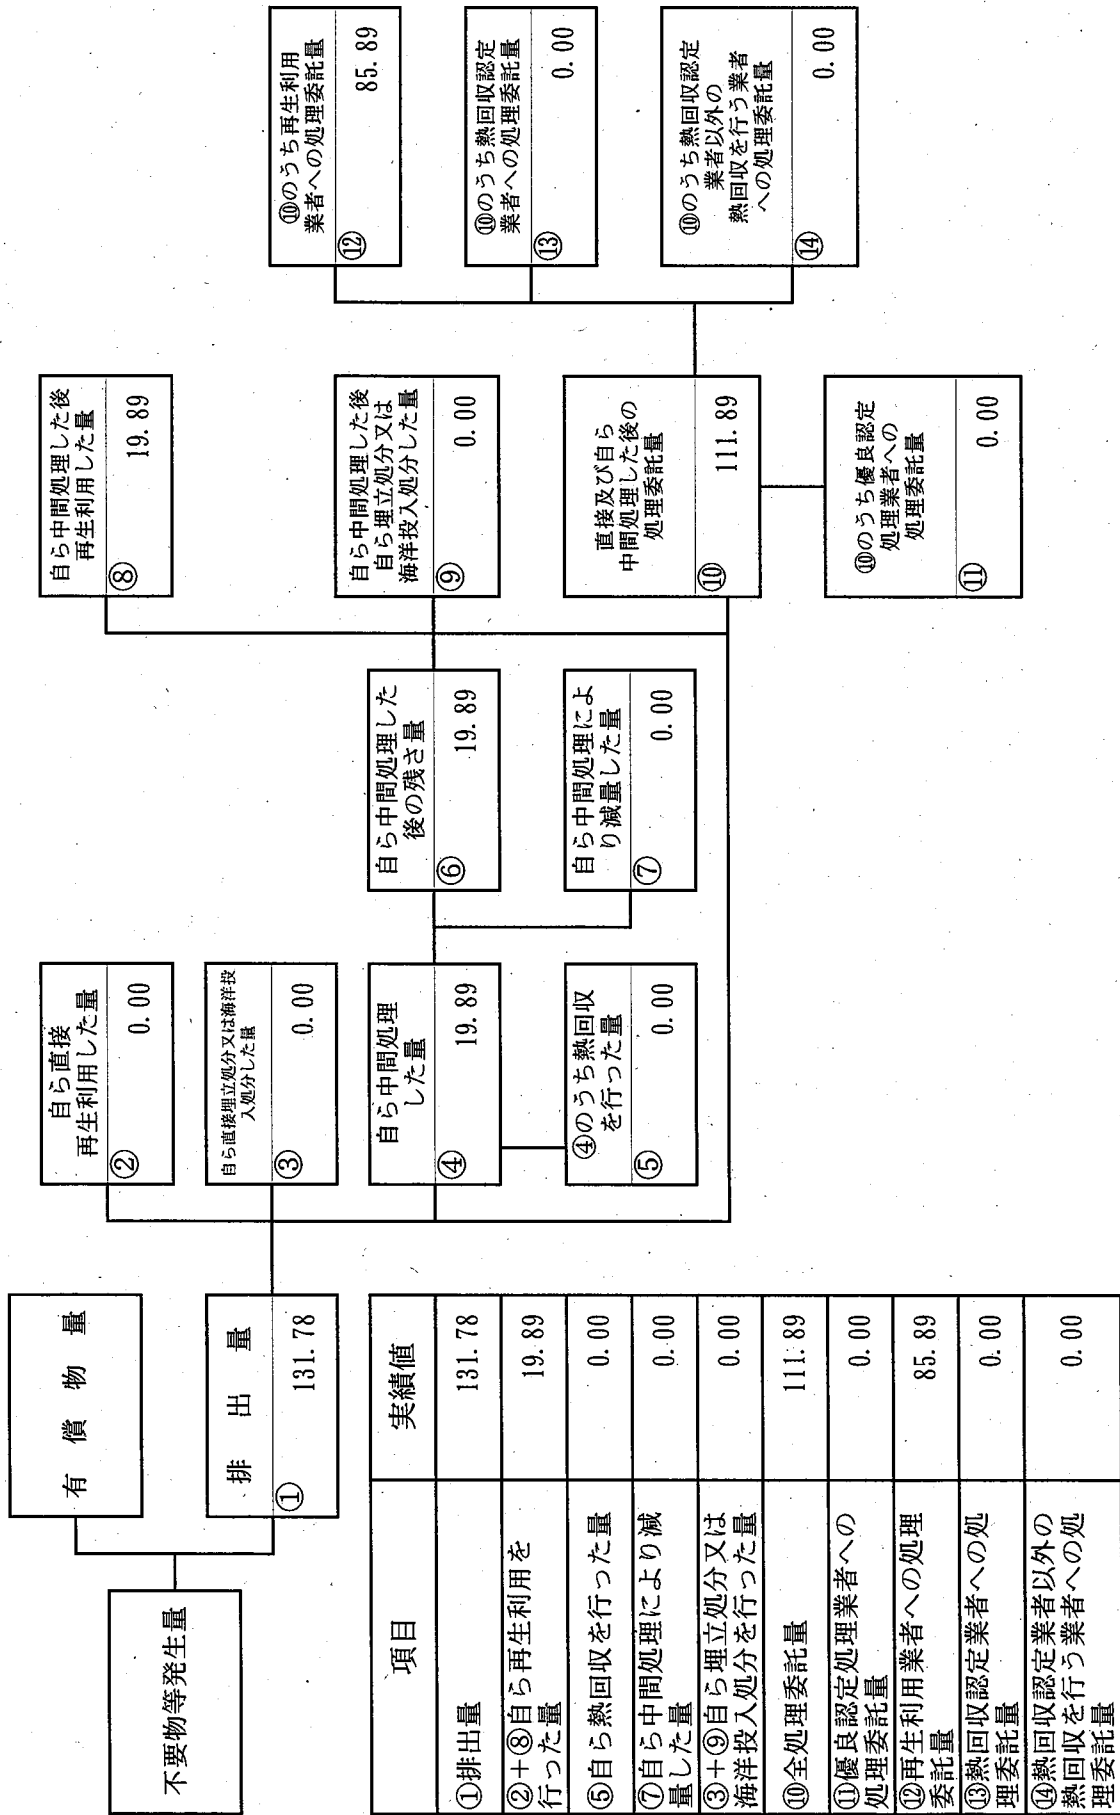 不要物等発生量
有償物量
排出量
①
131.78
自ら直接
再生利用した量
②
0.00
自ら直接埋立処分又は海洋投
入処分した量
③
0.00
自ら中間処理
した量
④
19.89
④のうち熱回収
を行った量
⑤
0.00
自ら中間処理した
後の残さ量
⑥
19.89
自ら中間処理によ
り減量した量
⑦
0.00
自ら中間処理した後
再生利用した量
⑧
19.89
自ら中間処理した後
自ら埋立処分又は
海洋投入処分した量
⑨
0.00
直接及び自ら
中間処理した後の
処理委託量
⑩
111.89
⑩のうち優良認定
処理業者への
処理委託量
⑪
0.00
⑩のうち再生利用
業者への処理委託量
⑫
85.89
⑩のうち熱回収認定
業者への処理委託量
⑬
0.00
⑩のうち熱回収認定
業者以外の
熱回収を行う業者
への処理委託量
⑭
0.00
項目
実績値
①排出量
131.78
②+⑧自ら再生利用を
行った量
19.89
⑤自ら熱回収を行った量
0.00
⑦自ら中間処理により減
量した量
0.00
③+⑨自ら埋立処分又は
海洋投入処分を行った量
0.00
⑩全処理委託量
111.89
⑪優良認定処理業者への
処理委託量
0.00
⑫再生利用業者への処理
委託量
85.89
⑬熱回収認定業者への処
理委託量
0.00
⑭熱回収認定業者以外の
熱回収を行う業者への処
理委託量
0.00